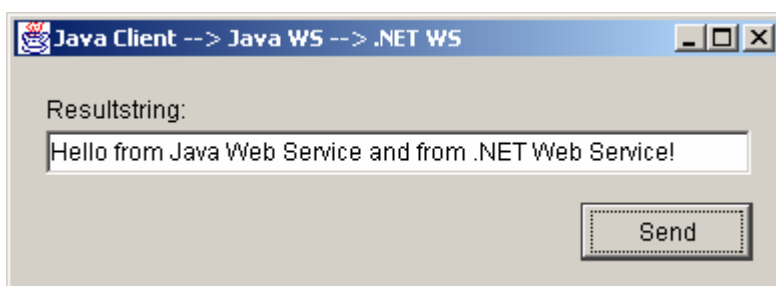 Java Client --> Java WS --> .NET WS
Resultstring:
Hello from Java Web Service and from .NET Web Service!
Send